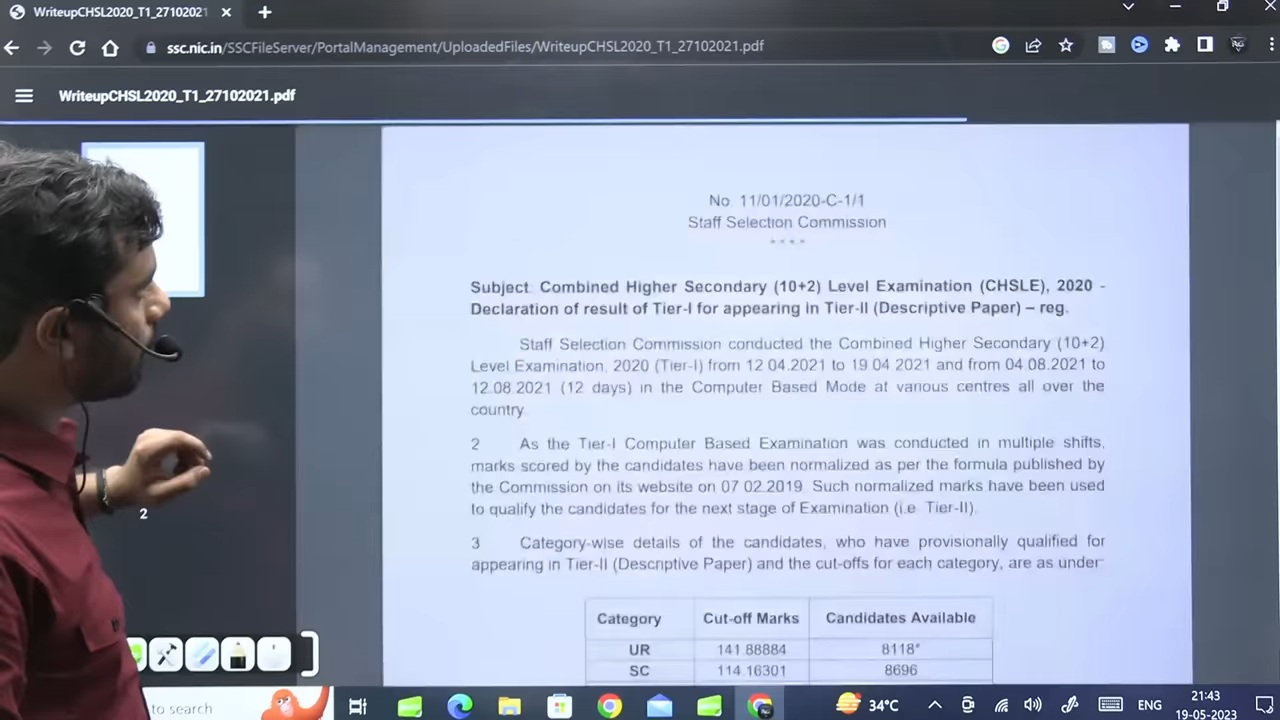 WriteupCHSL2020_T1_27102021
ssc.nic.in/SSCFileServer/PortalManagement/UploadedFiles/WriteupCHSL2020_T1_27102021.pdf
WriteupCHSL2020_T1_27102021.pdf
No. 11/01/2020-C-1/1
Staff Selection Commission
****
Subject: Combined Higher Secondary (10+2) Level Examination (CHSLE), 2020 -
Declaration of result of Tier-I for appearing in Tier-II (Descriptive Paper) – reg.
Staff Selection Commission conducted the Combined Higher Secondary (10+2)
Level Examination, 2020 (Tier-I) from 12.04.2021 to 19.04.2021 and from 04.08.2021 to
12.08.2021 (12 days) in the Computer Based Mode at various centres all over the
country.
2 As the Tier-I Computer Based Examination was conducted in multiple shifts,
marks scored by the candidates have been normalized as per the formula published by
the Commission on its website on 07.02.2019. Such normalized marks have been used
to qualify the candidates for the next stage of Examination (i.e. Tier-II).
3 Category-wise details of the candidates, who have provisionally qualified for
appearing in Tier-II (Descriptive Paper) and the cut-offs for each category, are as under
Category Cut-off Marks Candidates Available
UR 141.88884 8118*
SC 114.16301 8696
2
to search
34°C
ENG
21:43
19-05-2023